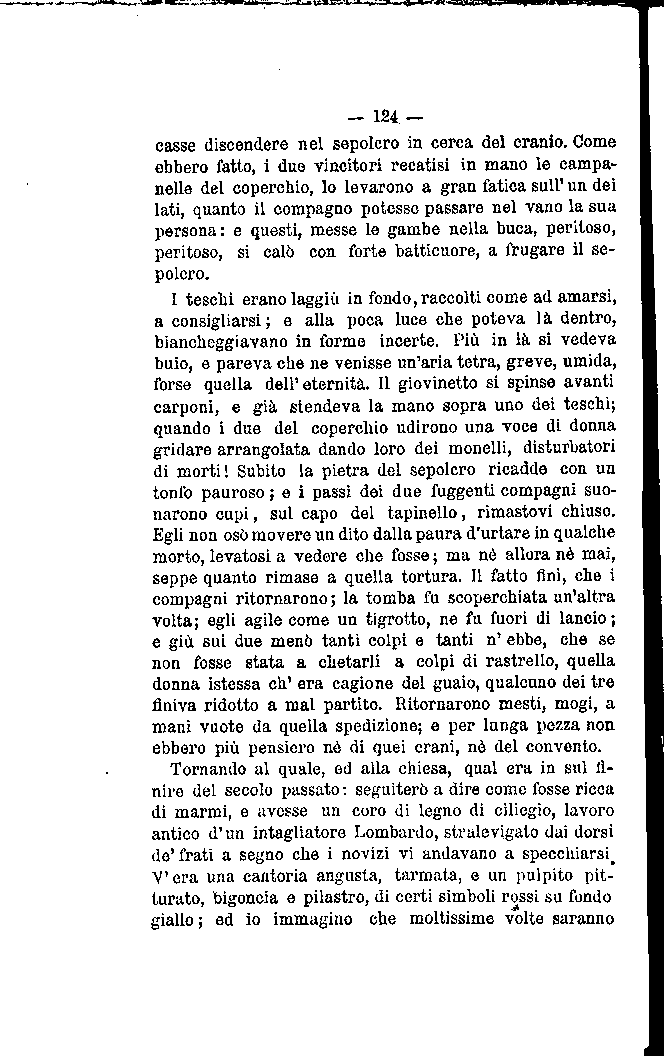 — 124 —
casse discendere nel sepolcro in cerca del cranio. Come
ebbero fatto, i due vincitori recatisi in mano le campa-
nelle del coperchio, lo levarono a gran fatica sull' un dei
lati, quanto il compagno potesse passare nel vano la sua
persona: e questi, messe le gambe nella buca, peritoso,
peritoso, si calò con forte batticuore, a frugare il se-
polcro.
I teschi erano laggiù in fondo, raccolti come ad amarsi,
a consigliarsi; e alla poca luce che poteva là dentro,
biancheggiavano in forme incerte. Più in là si vedeva
buio, e pareva che ne venisse un'aria tetra, greve, umida,
forse quella dell' eternità. Il giovinetto si spinse avanti
carponi, e già stendeva la mano sopra uno dei teschi;
quando i due del coperchio udirono una voce di donna
gridare arrangolata dando loro dei monelli, disturbatori
di morti! Subito la pietra del sepolcro ricadde con un
tonfo pauroso; e i passi dei due fuggenti compagni suo-
narono cupi, sul capo del tapinello, rimastovi chiuso.
Egli non osò movere un dito dalla paura d'urtare in qualche
morto, levatosi a vedere che fosse; ma nè allora nè mai,
seppe quanto rimase a quella tortura. Il fatto finì, che i
compagni ritornarono; la tomba fu scoperchiata un'altra
volta; egli agile come un tigrotto, ne fu fuori di lancio;
e giù sui due menò tanti colpi e tanti n' ebbe, che se
non fosse stata a chetarli a colpi di rastrello, quella
donna istessa ch' era cagione del guaio, qualcuno dei tre
finiva ridotto a mal partito. Ritornarono mesti, mogi, a
mani vuote da quella spedizione; e per lunga pezza non
ebbero più pensiero nè di quei crani, nè del convento.
Tornando al quale, ed alla chiesa, qual era in sul fi-
nire del secolo passato: seguiterò a dire come fosse ricca
di marmi, e avesse un coro di legno di ciliegio, lavoro
antico d' un intagliatore Lombardo, stralevigato dai dorsi
de' frati a segno che i novizi vi andavano a specchiarsi.
V' era una cantoria angusta, tarmata, e un pulpito pit-
turato, bigoncia e pilastro, di certi simboli rossi su fondo
giallo; ed io immagino che moltissime volte saranno